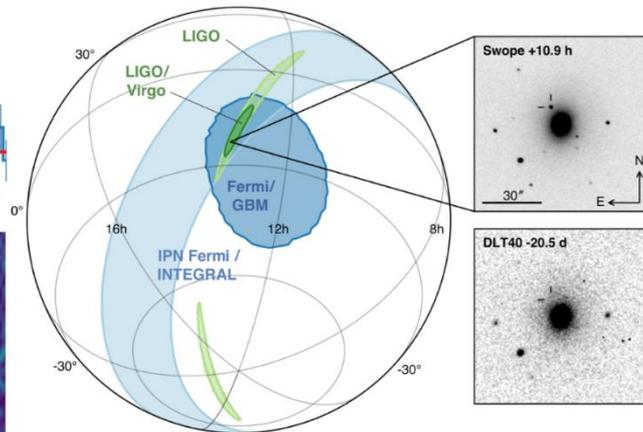 30°
LIGO
LIGO/
Virgo
Fermi/
GBM
0°
16h
12h
8h
IPN Fermi /
INTEGRAL
-30°
-30°
Swope +10.9 h
N
30"
E
DLT40 -20.5 d